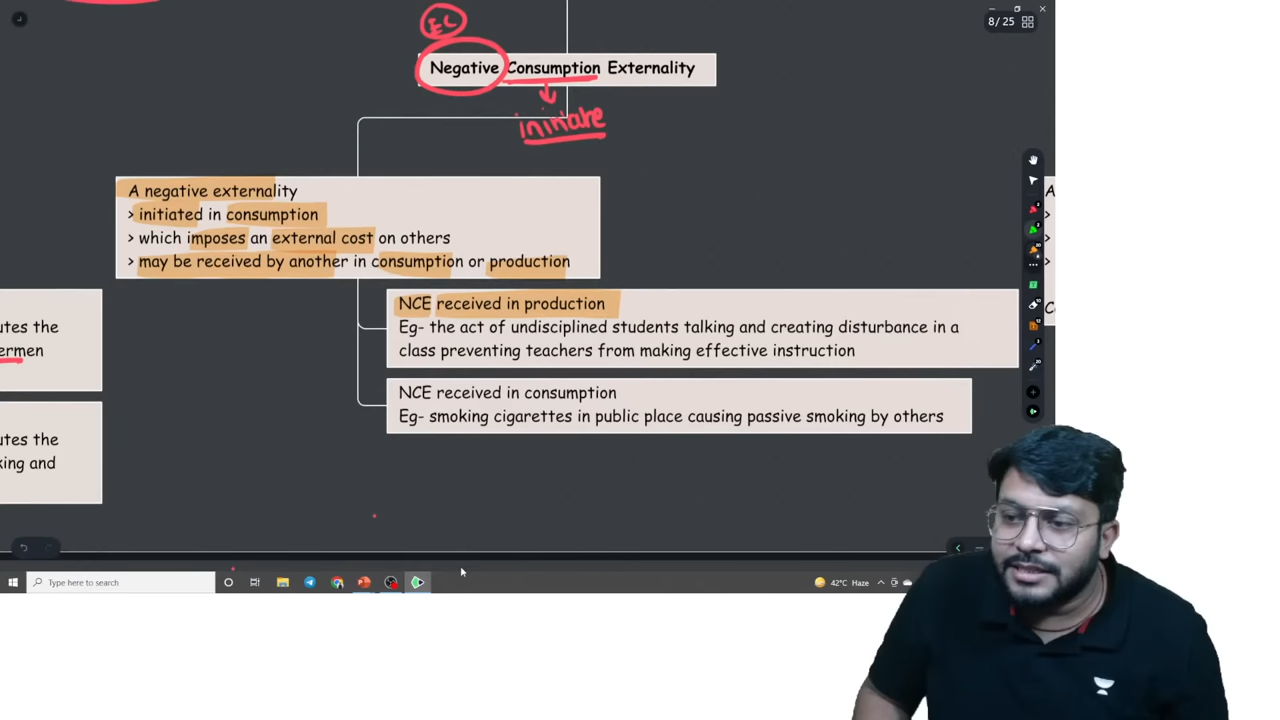 8/25
EC
Negative Consumption Externality
initiate
A negative externality
> initiated in consumption
> which imposes an external cost on others
> may be received by another in consumption or production
utes the
ermen
NCE received in production
Eg- the act of undisciplined students talking and creating disturbance in a
class preventing teachers from making effective instruction
NCE received in consumption
Eg- smoking cigarettes in public place causing passive smoking by others
utes the
king and
A
>
>
C
Type here to search
42°C Haze